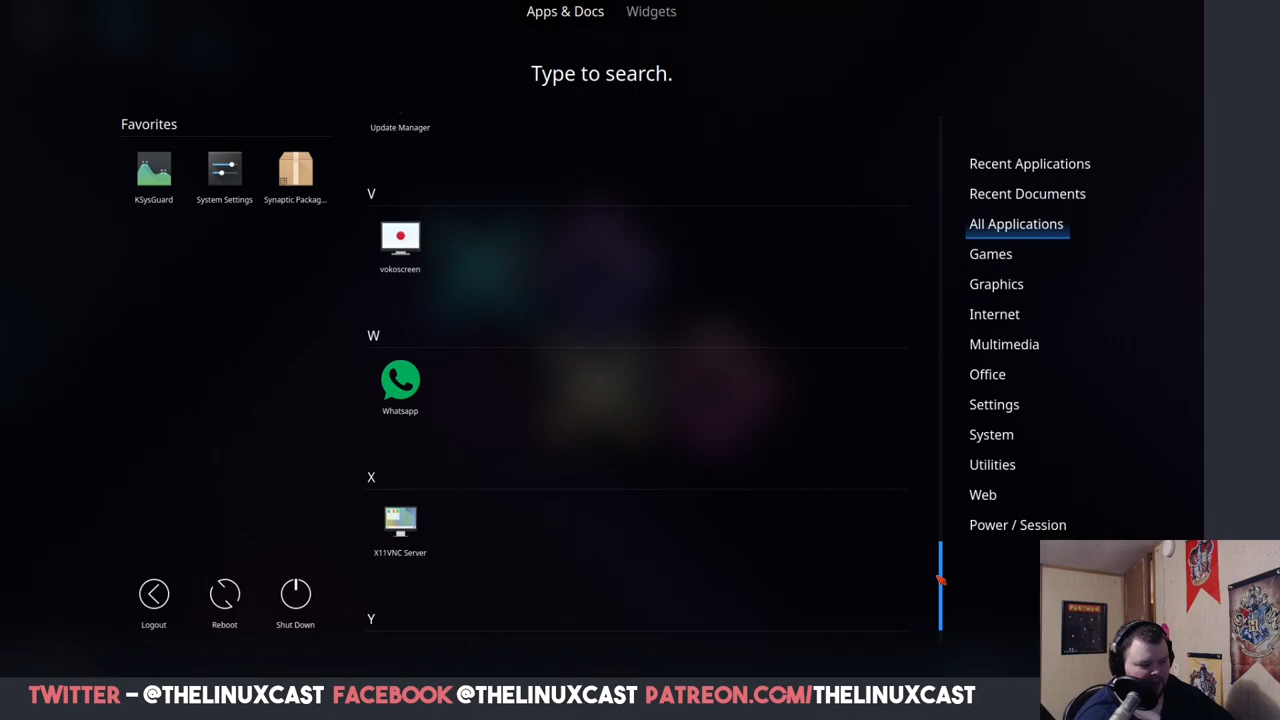 Apps & Docs Widgets
Type to search.
Favorites
KSysGuard System Settings Synaptic Packag...
Update Manager
V
vokoscreen
W
Whatsapp
X
X11VNC Server
Y
Recent Applications
Recent Documents
All Applications
Games
Graphics
Internet
Multimedia
Office
Settings
System
Utilities
Web
Power / Session
Logout Reboot Shut Down
PAC-MAN
TWITTER – @THELINUXCAST FACEBOOK @THELINUXCAST PATREON.COM/THELINUXCAST